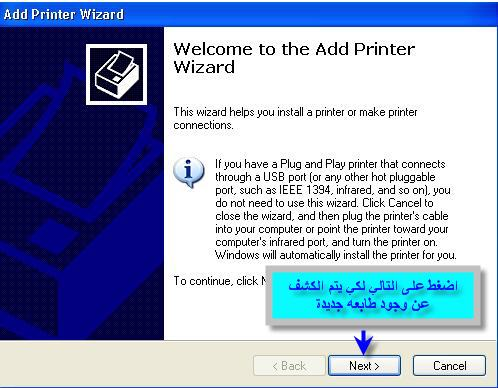 Add Printer Wizard
Welcome to the Add Printer
Wizard
This wizard helps you install a printer or make printer
connections.
If you have a Plug and Play printer that connects
through a USB port (or any other hot pluggable
port, such as IEEE 1394, infrared, and so on), you
do not need to use this wizard. Click Cancel to
close the wizard, and then plug the printer's cable
into your computer or point the printer toward your
computer's infrared port, and turn the printer on.
Windows will automatically install the printer for you.
To continue, click
اضغط على التالي لكي يتم الكشف
عن وجود طابعه جديدة
< Back
Next >
Cancel